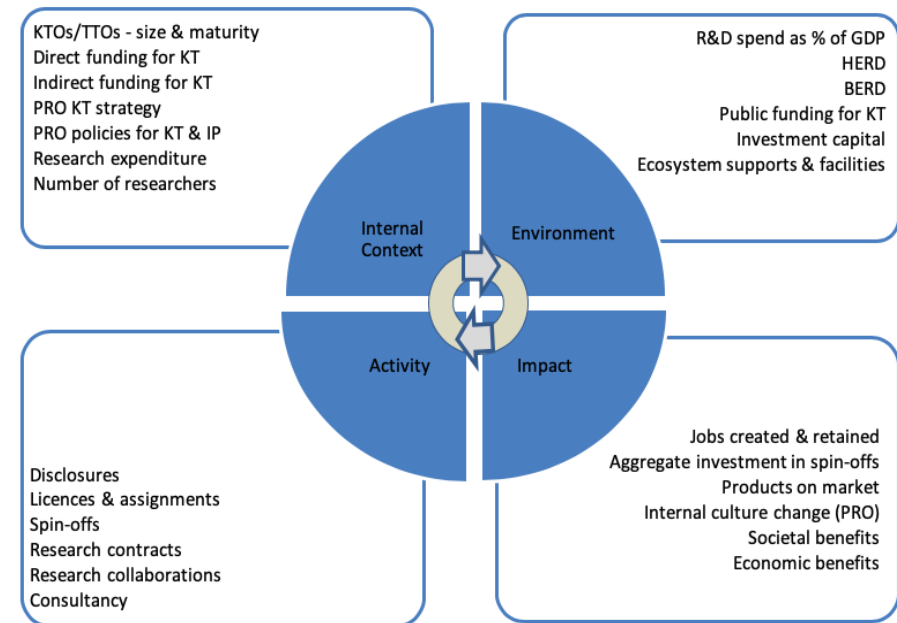 KTOs/TTOs - size & maturity
Direct funding for KT
Indirect funding for KT
PRO KT strategy
PRO policies for KT & IP
Research expenditure
Number of researchers
R&D spend as % of GDP
HERD
BERD
Public funding for KT
Investment capital
Ecosystem supports & facilities
Internal
Context
Environment
Activity
Impact
Disclosures
Licences & assignments
Spin-offs
Research contracts
Research collaborations
Consultancy
Jobs created & retained
Aggregate investment in spin-offs
Products on market
Internal culture change (PRO)
Societal benefits
Economic benefits